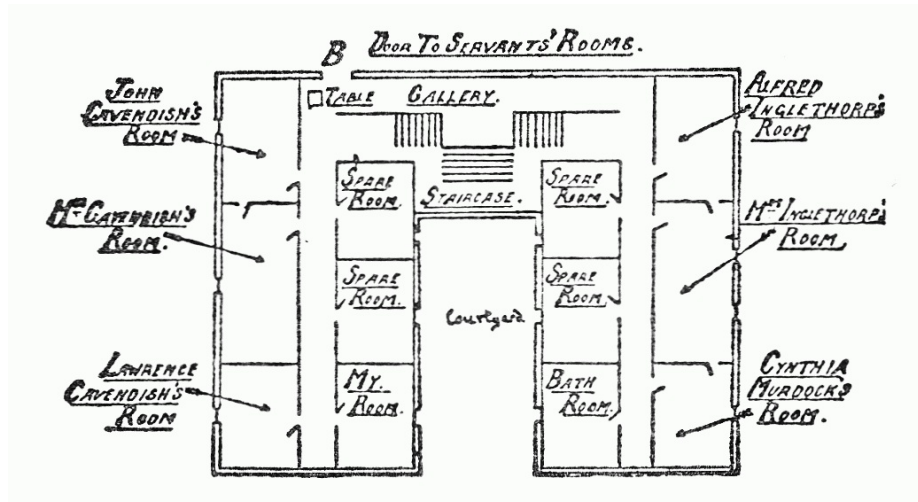 B DOOR TO SERVANTS' ROOMS.
JOHN
CAVENDISH'S
ROOM
TABLE GALLERY.
ALFRED
INGLETHORP'S
ROOM
SPARE
ROOM.
STAIRCASE.
SPARE
ROOM.
MRS CAVENDISH'S
ROOM.
MRS INGLETHORP'S
ROOM
SPARE
ROOM.
SPARE
ROOM.
Courtyard
LAWRENCE
CAVENDISH'S
ROOM
MY.
ROOM.
BATH
ROOM.
CYNTHIA
MURDOCK'S
ROOM.